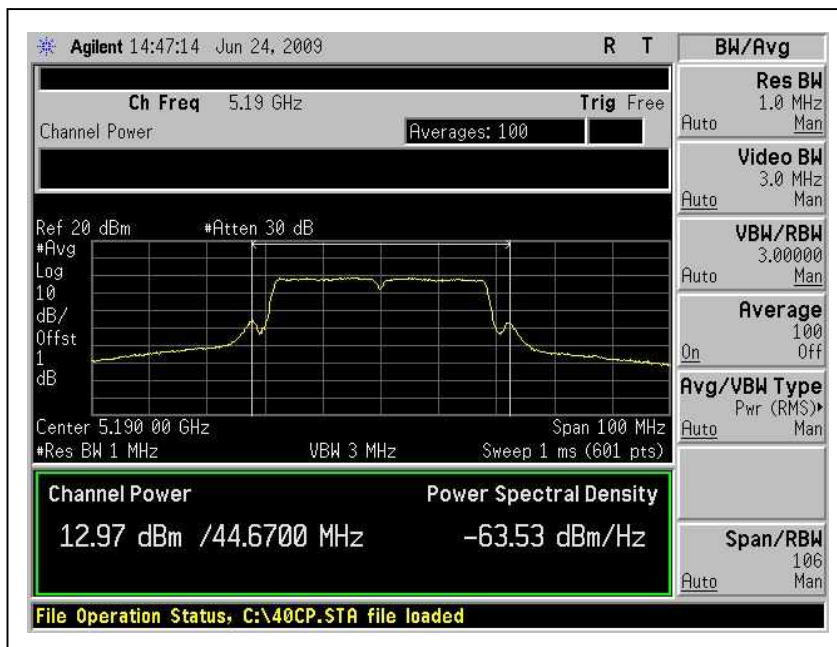 Agilent 14:47:14 Jun 24, 2009 R T
BW/Avg
Ch Freq 5.19 GHz Trig Free
Channel Power Averages: 100
Res BW
1.0 MHz
Auto Man
Video BW
3.0 MHz
Auto Man
VBW/RBW
3.00000
Auto Man
Average
100
On Off
Avg/VBW Type
Pwr (RMS)
Auto Man
Span/RBW
106
Auto Man
Ref 20 dBm #Atten 30 dB
#Avg
Log
10
dB/
Offst
1
dB
Center 5.190 00 GHz Span 100 MHz
#Res BW 1 MHz VBW 3 MHz Sweep 1 ms (601 pts)
Channel Power Power Spectral Density
12.97 dBm /44.6700 MHz -63.53 dBm/Hz
File Operation Status, C:\40CP.STA file loaded